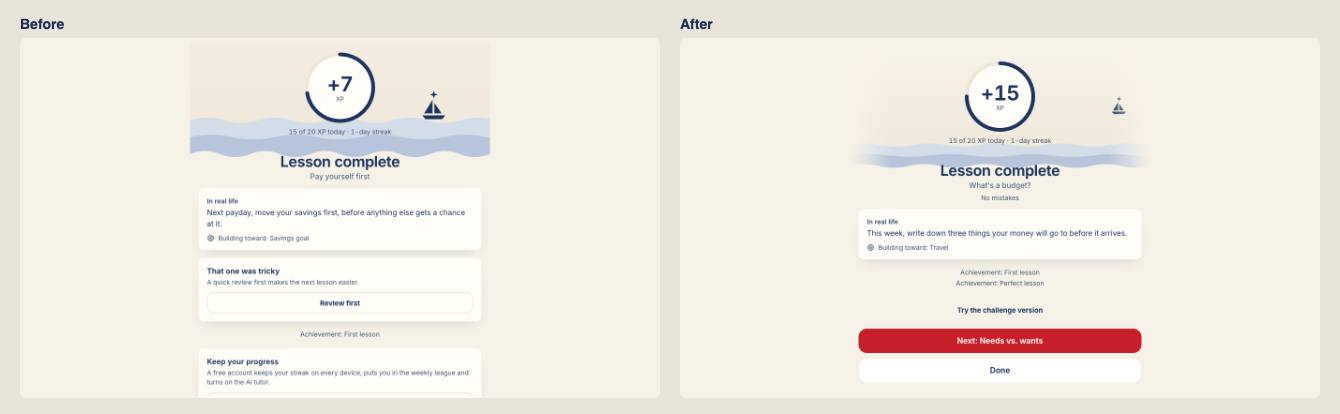 Before
+7
XP
15 of 20 XP today · 1-day streak
Lesson complete
Pay yourself first
In real life
Next payday, move your savings first, before anything else gets a chance
at it.
Building toward: Savings goal
That one was tricky
A quick review first makes the next lesson easier.
Review first
Achievement: First lesson
Keep your progress
A free account keeps your streak on every device, puts you in the weekly league and
turns on the AI tutor.
After
+15
XP
15 of 20 XP today · 1-day streak
Lesson complete
What's a budget?
No mistakes
In real life
This week, write down three things your money will go to before it arrives.
Building toward: Travel
Achievement: First lesson
Achievement: Perfect lesson
Try the challenge version
Next: Needs vs. wants
Done